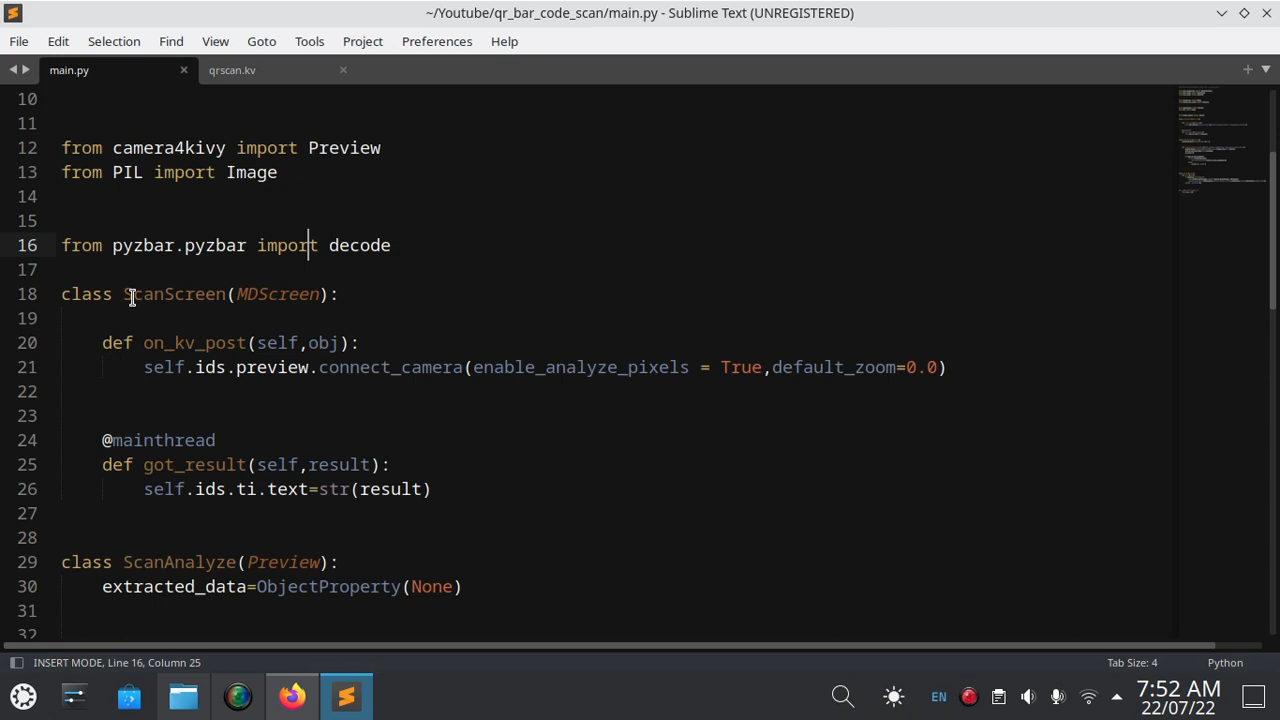 ~/Youtube/qr_bar_code_scan/main.py - Sublime Text (UNREGISTERED)
File Edit Selection Find View Goto Tools Project Preferences Help
main.py qrscan.kv
10
11
12 from camera4kivy import Preview
13 from PIL import Image
14
15
16 from pyzbar.pyzbar import decode
17
18 class ScanScreen(MDScreen):
19
20 def on_kv_post(self,obj):
21 self.ids.preview.connect_camera(enable_analyze_pixels = True,default_zoom=0.0)
22
23
24 @mainthread
25 def got_result(self,result):
26 self.ids.ti.text=str(result)
27
28
29 class ScanAnalyze(Preview):
30 extracted_data=ObjectProperty(None)
31
32
INSERT MODE, Line 16, Column 25 Tab Size: 4 Python
EN 7:52 AM
22/07/22